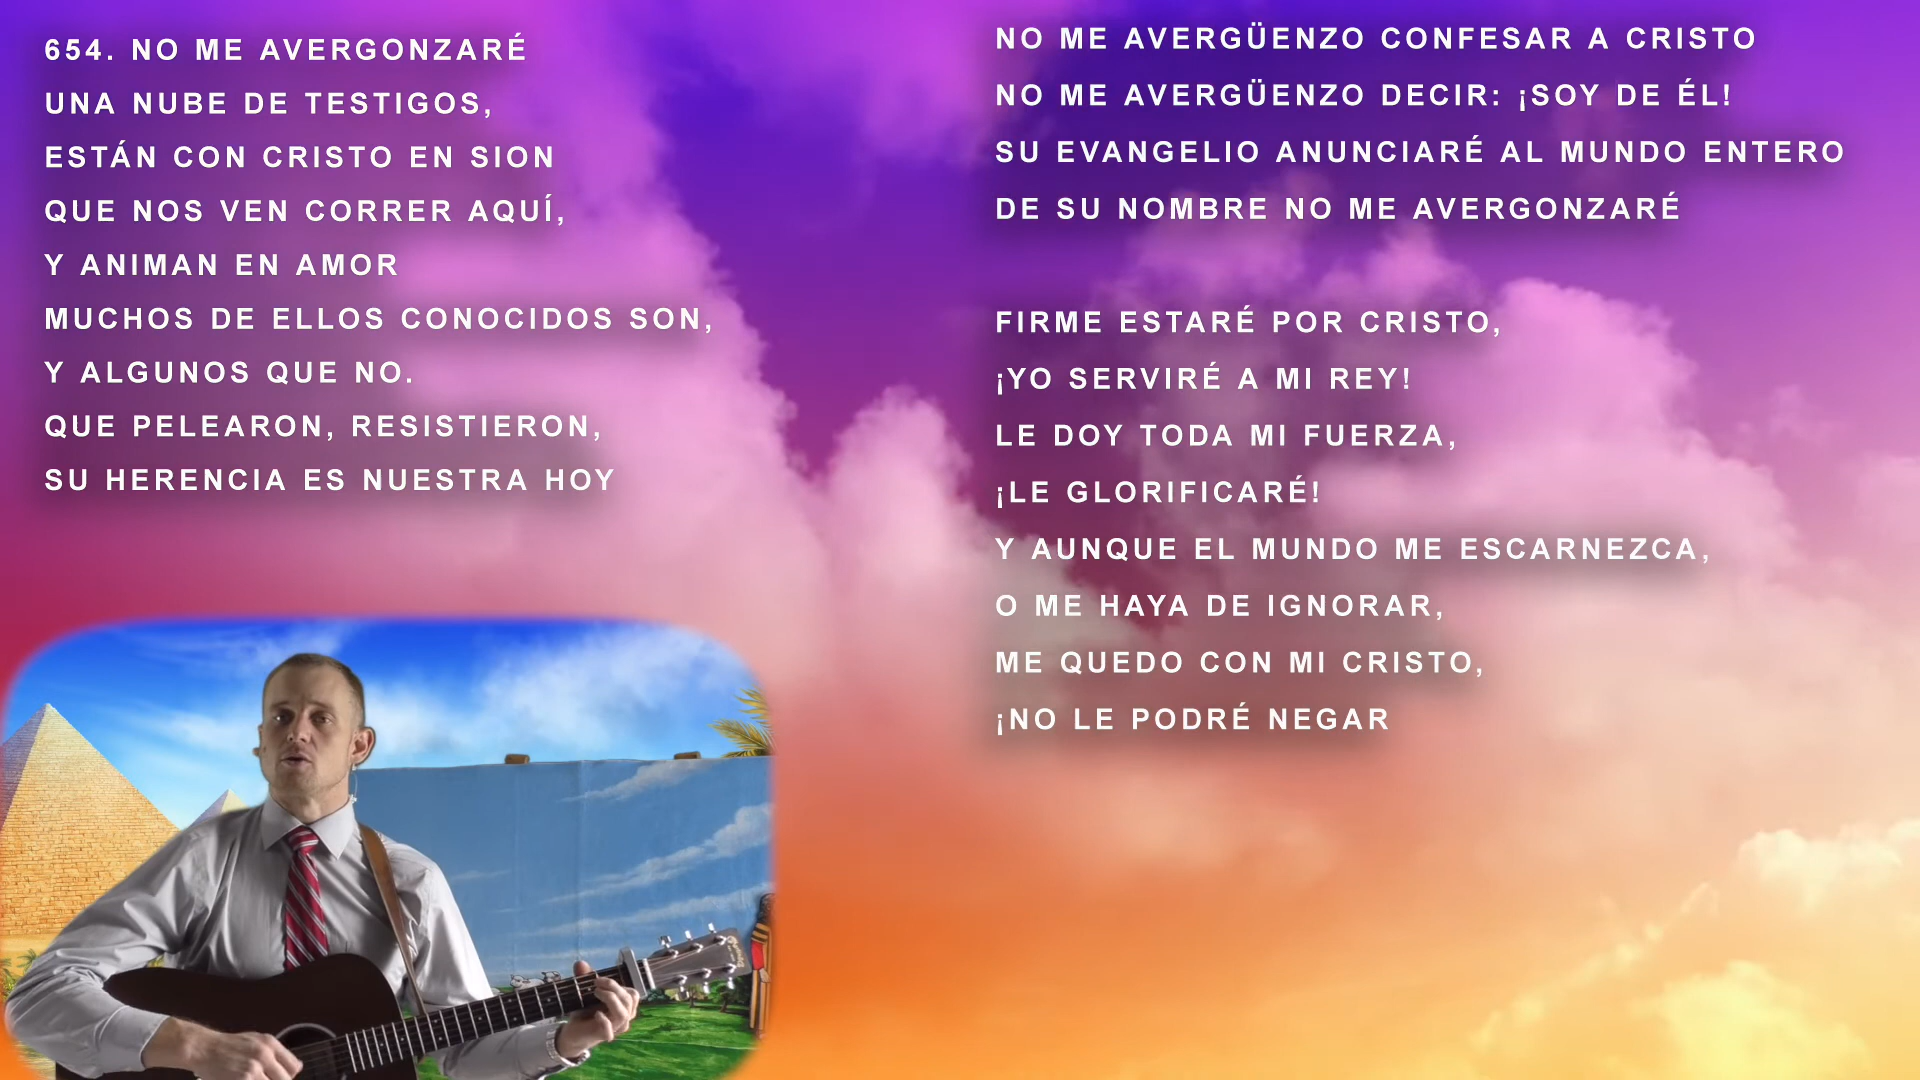 654. NO ME AVERGONZARÉ
UNA NUBE DE TESTIGOS,
ESTÁN CON CRISTO EN SION
QUE NOS VEN CORRER AQUÍ,
Y ANIMAN EN AMOR
MUCHOS DE ELLOS CONOCIDOS SON,
Y ALGUNOS QUE NO.
QUE PELEARON, RESISTIERON,
SU HERENCIA ES NUESTRA HOY
NO ME AVERGÜENZO CONFESAR A CRISTO
NO ME AVERGÜENZO DECIR: ¡SOY DE ÉL!
SU EVANGELIO ANUNCIARÉ AL MUNDO ENTERO
DE SU NOMBRE NO ME AVERGONZARÉ
FIRME ESTARÉ POR CRISTO,
¡YO SERVIRÉ A MI REY!
LE DOY TODA MI FUERZA,
¡LE GLORIFICARÉ!
Y AUNQUE EL MUNDO ME ESCARNEZCA,
O ME HAYA DE IGNORAR,
ME QUEDO CON MI CRISTO,
¡NO LE PODRÉ NEGAR